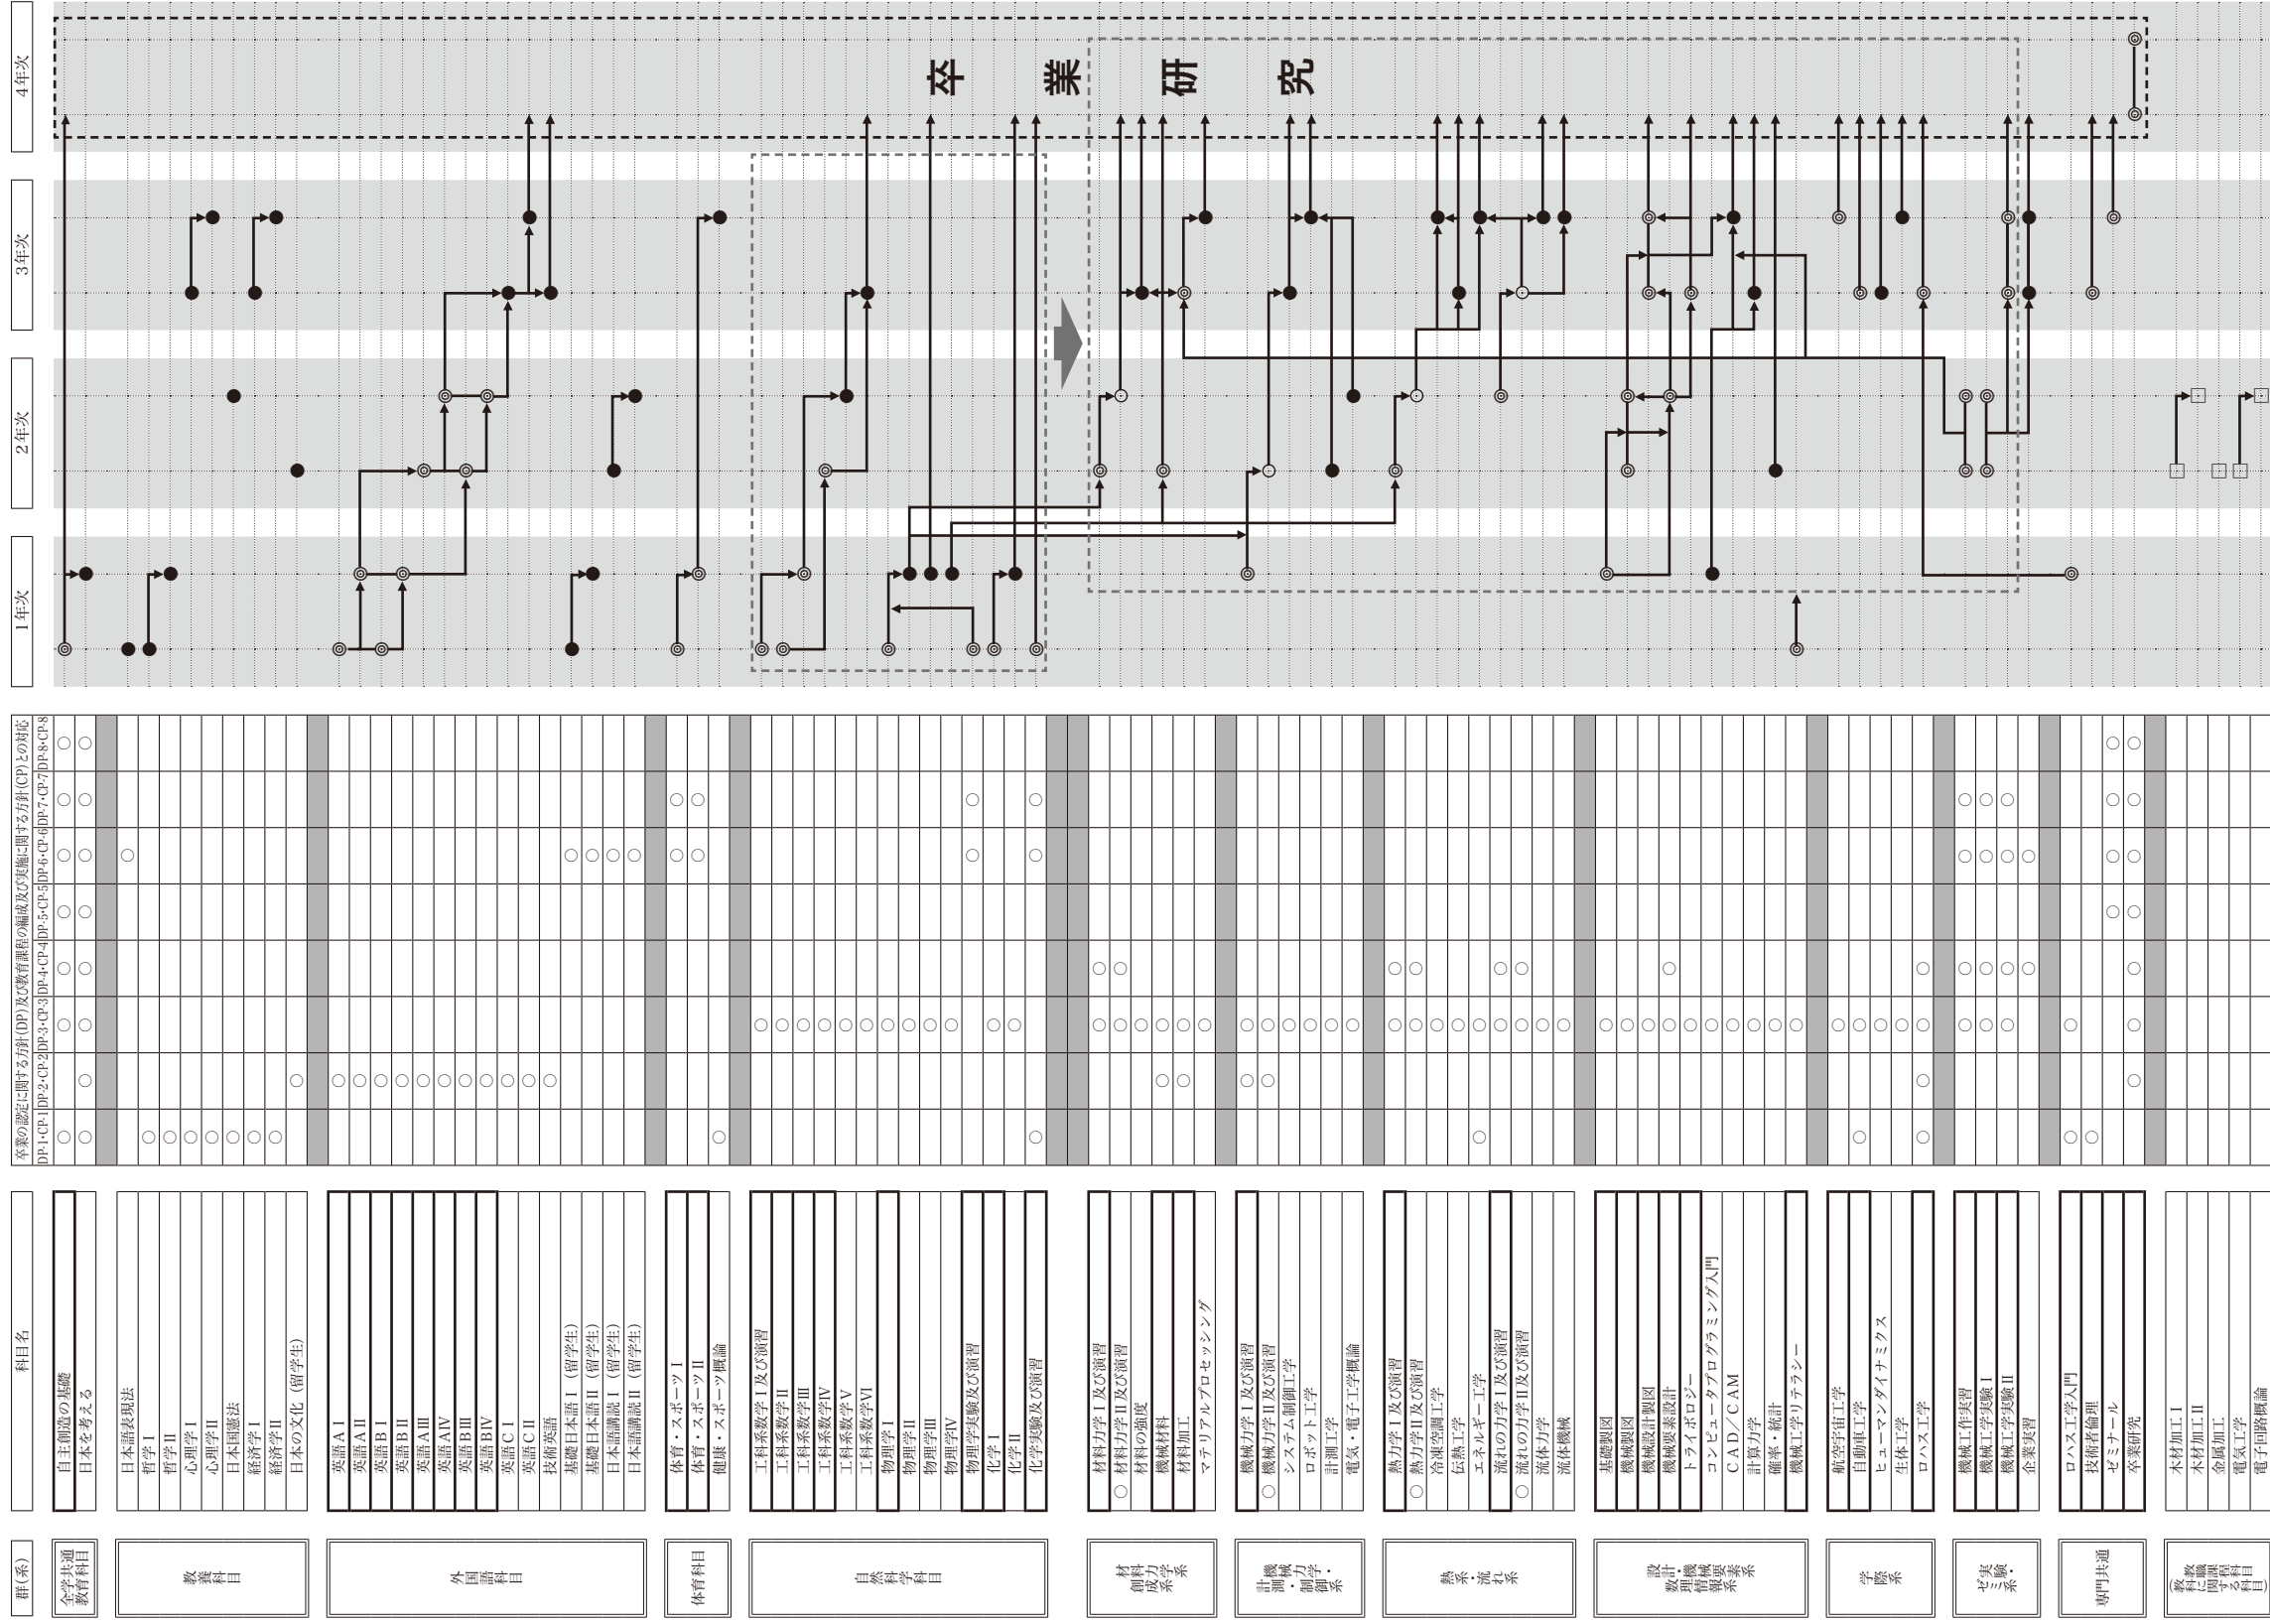 群(系)
科目名
卒業の認定に関する方針(DP)及び教育課程の編成及び実施に関する方針(CP)との対応
DP-1・CP-1
DP-2・CP-2
DP-3・CP-3
DP-4・CP-4
DP-5・CP-5
DP-6・CP-6
DP-7・CP-7
DP-8・CP-8
1年次
2年次
3年次
4年次
全学共通
教育科目
自主創造の基礎
日本を考える
教養科目
日本語表現法
哲学Ⅰ
哲学Ⅱ
心理学Ⅰ
心理学Ⅱ
日本国憲法
経済学Ⅰ
経済学Ⅱ
日本の文化(留学生)
外国語科目
英語AⅠ
英語AⅡ
英語BⅠ
英語BⅡ
英語AⅢ
英語AⅣ
英語BⅢ
英語BⅣ
英語CⅠ
英語CⅡ
技術英語
基礎日本語Ⅰ(留学生)
基礎日本語Ⅱ(留学生)
日本語講読Ⅰ(留学生)
日本語講読Ⅱ(留学生)
体育科目
体育・スポーツⅠ
体育・スポーツⅡ
健康・スポーツ概論
自然科学科目
工科系数学Ⅰ及び演習
工科系数学Ⅱ
工科系数学Ⅲ
工科系数学Ⅳ
工科系数学Ⅴ
工科系数学Ⅵ
物理学Ⅰ
物理学Ⅱ
物理学Ⅲ
物理学Ⅳ
物理学実験及び演習
化学Ⅰ
化学Ⅱ
化学実験及び演習
材料力学
創成系
材料力学Ⅰ及び演習
○材料力学Ⅱ及び演習
材料の強度
機械材料
材料加工
マテリアルプロセッシング
機械力学・
計測・制御系
機械力学Ⅰ及び演習
○機械力学Ⅱ及び演習
システム制御工学
ロボット工学
計測工学
電気・電子工学概論
熱・流れ
系系
熱力学Ⅰ及び演習
○熱力学Ⅱ及び演習
冷凍空調工学
伝熱工学
エネルギー工学
流れの力学Ⅰ及び演習
○流れの力学Ⅱ及び演習
流体力学
流体機械
設計・機械要素系
数理情報系
基礎製図
機械製図
機械設計製図
機械要素設計
トライボロジー
コンピュータプログラミング入門
CAD/CAM
計算力学
確率・統計
機械工学リテラシー
学際系
航空宇宙工学
自動車工学
ヒューマンダイナミクス
生体工学
ロハス工学
実験・
ゼミ系
機械工作実習
機械工学実験Ⅰ
機械工学実験Ⅱ
企業実習
専門共通
ロハス工学入門
技術者倫理
ゼミナール
卒業研究
教職課程
(教科に関する科目)
木材加工Ⅰ
木材加工Ⅱ
金属加工
電気工学
電子回路概論
卒業研究